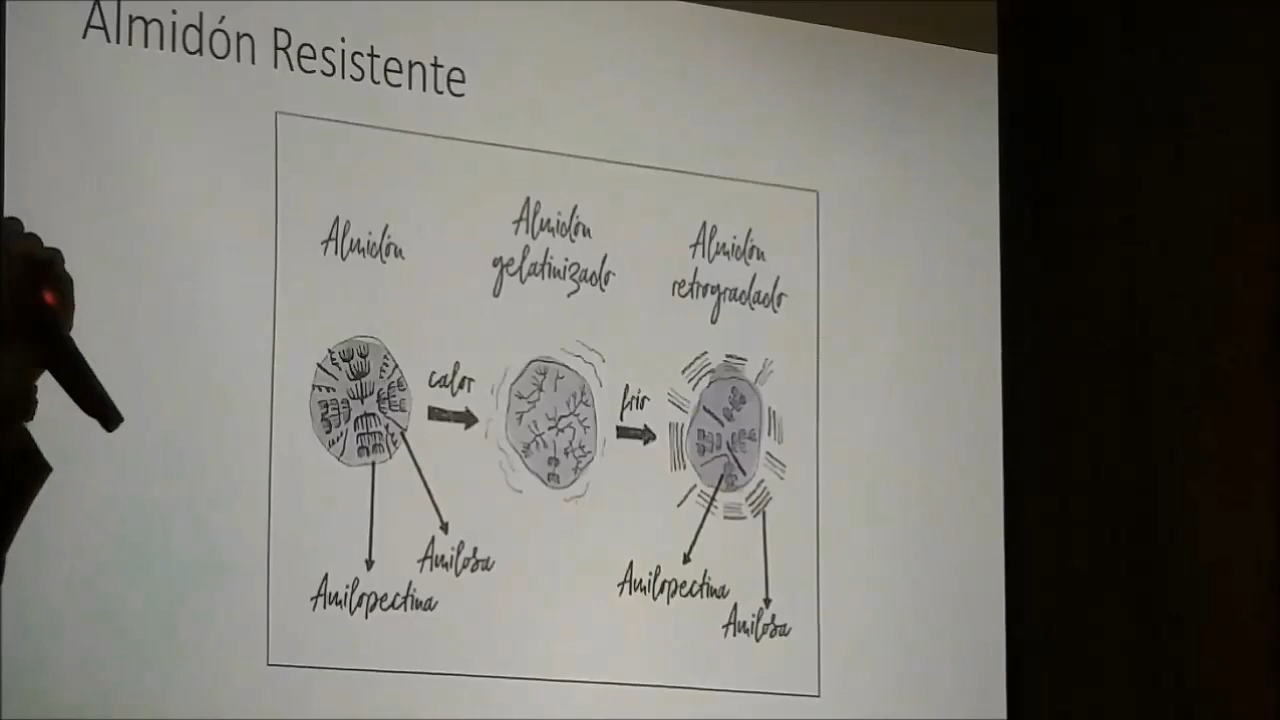 Almidón Resistente
Almidón
Almidón
gelatinizado
Almidón
retrogradado
calor
frío
Amilosa
Amilopectina
Amilopectina
Amilosa